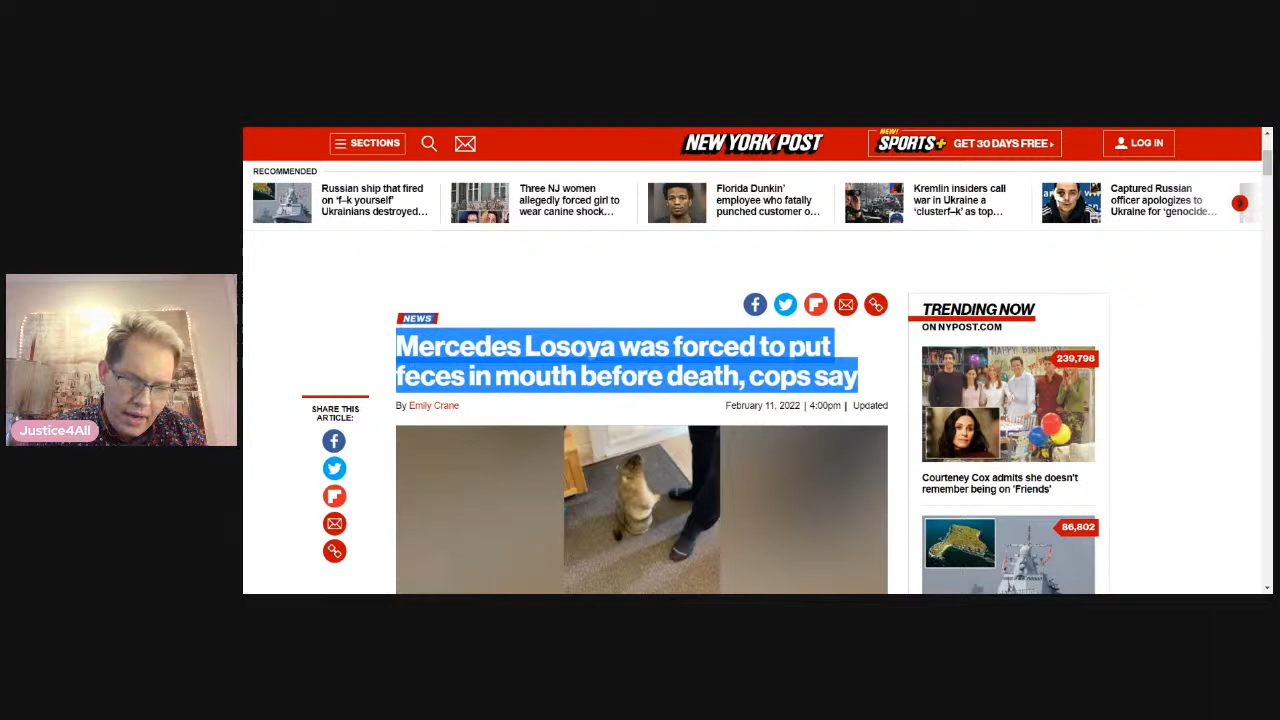 SECTIONS
NEW YORK POST
NEW!
SPORTS+ GET 30 DAYS FREE
LOG IN
RECOMMENDED
Russian ship that fired
on 'f–k yourself'
Ukrainians destroyed…
Three NJ women
allegedly forced girl to
wear canine shock…
Florida Dunkin'
employee who fatally
punched customer o…
Kremlin insiders call
war in Ukraine a
'clusterf–k' as top…
Captured Russian
officer apologizes to
Ukraine for 'genocide…
NEWS
Mercedes Losoya was forced to put
feces in mouth before death, cops say
By Emily Crane
February 11, 2022 | 4:00pm | Updated
SHARE THIS
ARTICLE:
TRENDING NOW
ON NYPOST.COM
HAPPY BIRTHDAY
239,798
Courteney Cox admits she doesn't
remember being on 'Friends'
86,802
Justice4All